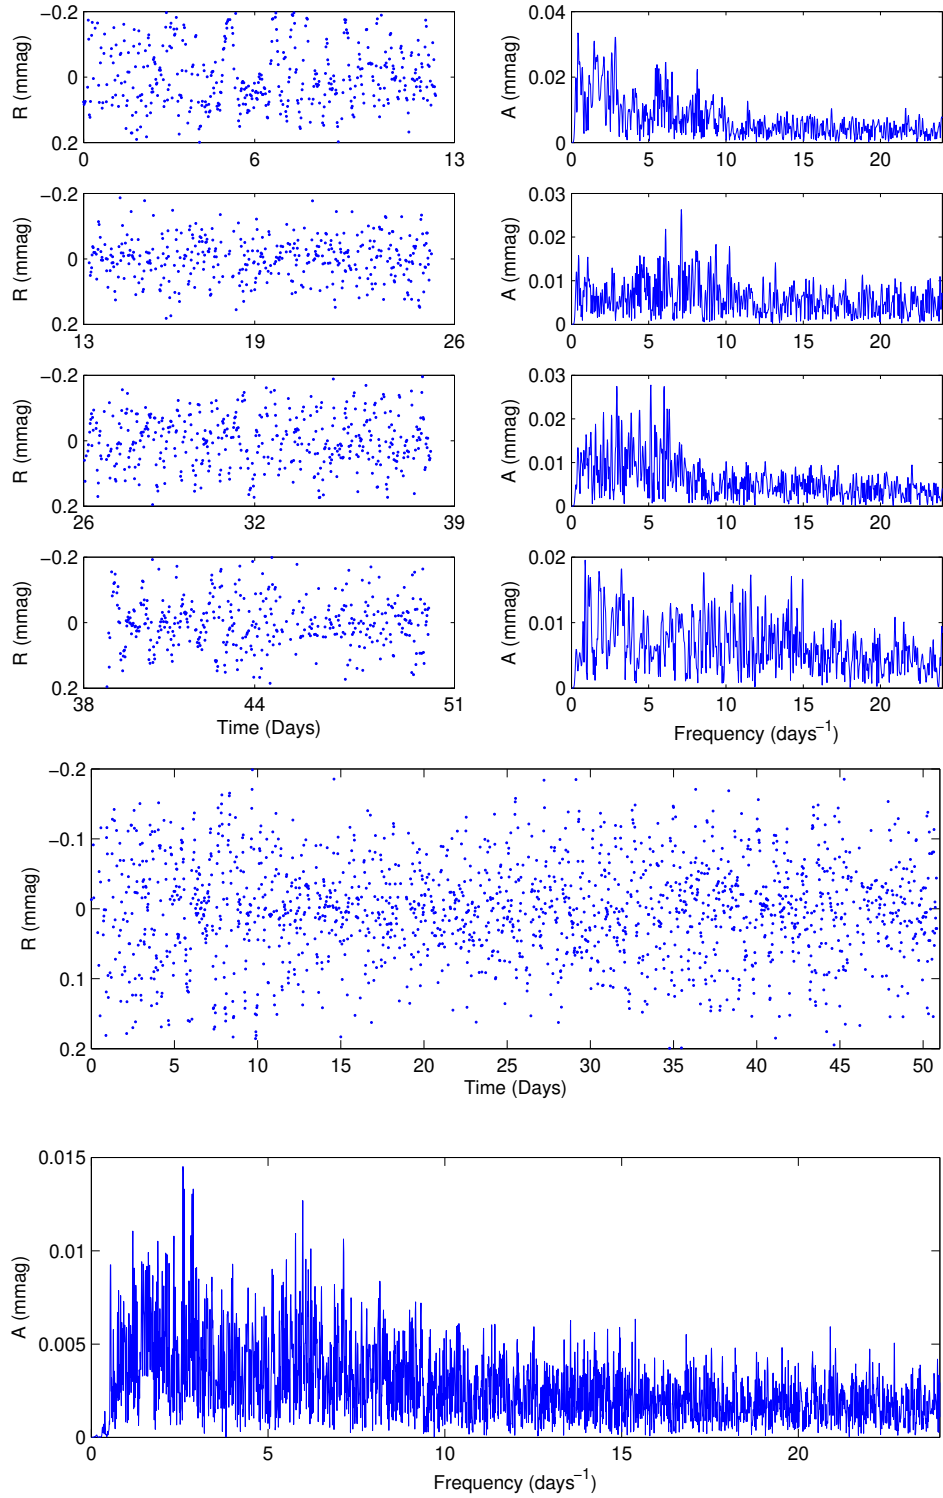 −0.2
0
0.2
R (mmag)
0 6 13
0.04
0.02
0
A (mmag)
0 5 10 15 20
−0.2
0
0.2
R (mmag)
13 19 26
0.03
0.02
0.01
0
A (mmag)
0 5 10 15 20
−0.2
0
0.2
R (mmag)
26 32 39
0.03
0.02
0.01
0
A (mmag)
0 5 10 15 20
−0.2
0
0.2
R (mmag)
38 44 51
Time (Days)
0.02
0.01
0
A (mmag)
0 5 10 15 20
Frequency (days⁻¹)
−0.2
−0.1
0
0.1
0.2
R (mmag)
0 5 10 15 20 25 30 35 40 45 50
Time (Days)
0.015
0.01
0.005
0
A (mmag)
0 5 10 15 20
Frequency (days⁻¹)